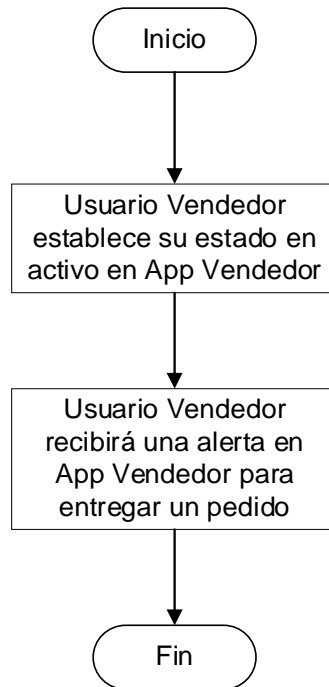 Inicio
Usuario Vendedor
establece su estado en
activo en App Vendedor
Usuario Vendedor
recibirá una alerta en
App Vendedor para
entregar un pedido
Fin